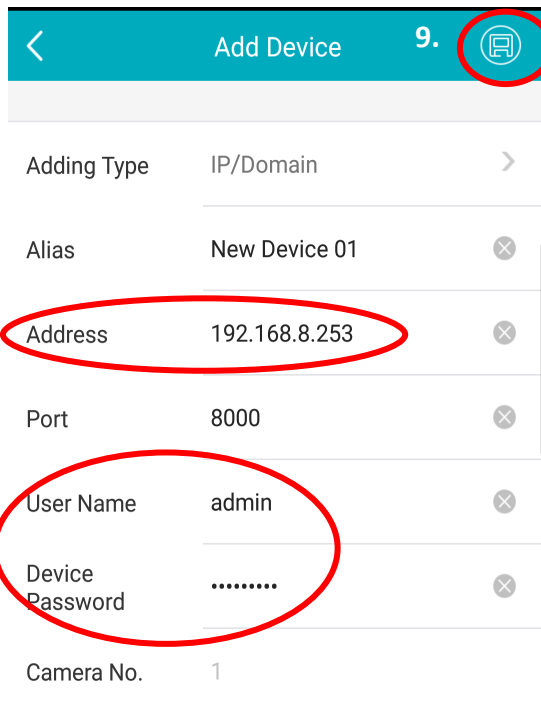 Add Device 9.
Adding Type IP/Domain
Alias New Device 01
Address 192.168.8.253
Port 8000
User Name admin
Device
Password •••••••••
Camera No. 1